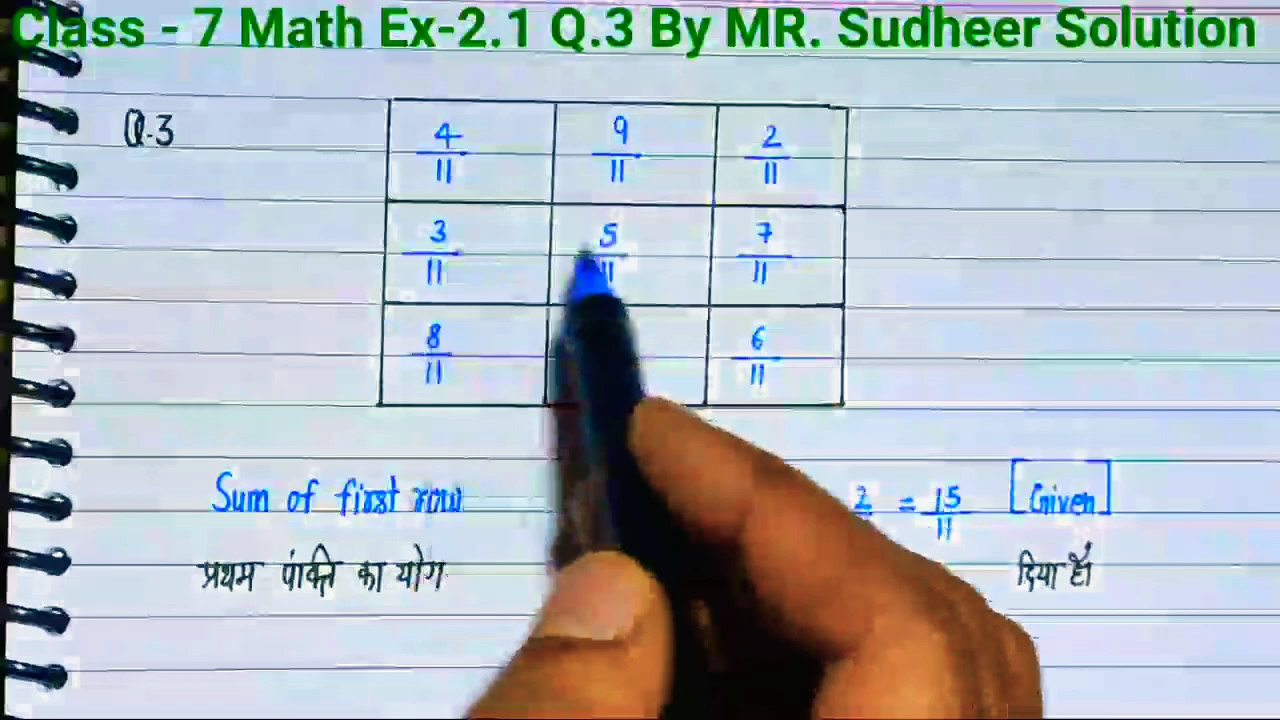 Class - 7 Math Ex-2.1 Q.3 By MR. Sudheer Solution
Q.3
4/11 9/11 2/11
3/11 5/11 7/11
8/11 6/11
Sum of first row 2 = 15/11 [Given]
प्रथम पंक्ति का योग दिया है।